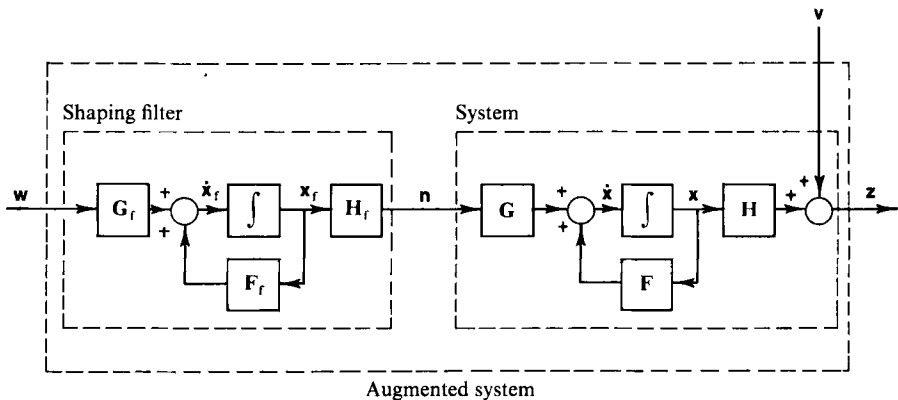 v
Shaping filter
System
w
G_f
+
+
ẋ_f
∫
x_f
H_f
F_f
n
G
+
+
ẋ
∫
x
H
F
+
+
z
Augmented system